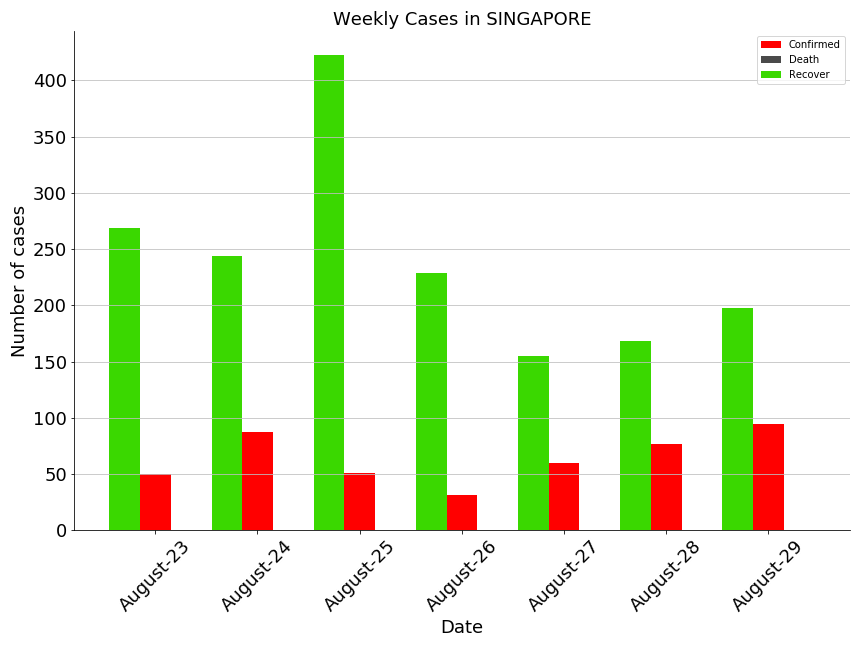 Weekly Cases in SINGAPORE
Confirmed
Death
Recover
Number of cases
400
350
300
250
200
150
100
50
0
August-23
August-24
August-25
August-26
August-27
August-28
August-29
Date